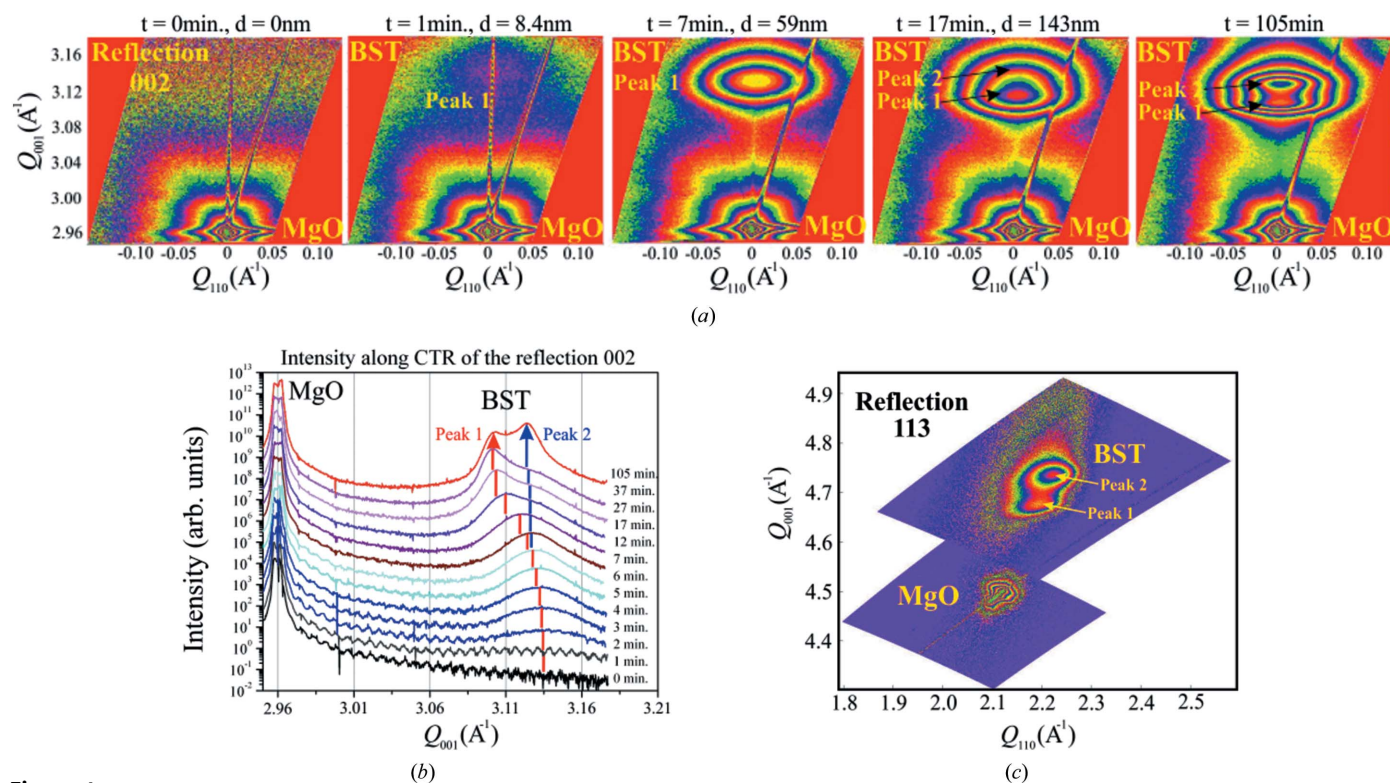 t = 0min., d = 0nm
t = 1min., d = 8.4nm
t = 7min., d = 59nm
t = 17min., d = 143nm
t = 105min
Reflection
002
BST
Peak 1
BST
Peak 1
BST
Peak 2
Peak 1
BST
Peak 2
Peak 1
MgO
MgO
MgO
MgO
MgO
3.16
3.12
3.08
3.04
3.00
2.96
Q001(A-1)
-0.10 -0.05 0 0.05 0.10
-0.10 -0.05 0 0.05 0.10
-0.10 -0.05 0 0.05 0.10
-0.10 -0.05 0 0.05 0.10
-0.10 -0.05 0 0.05 0.10
Q110(A-1)
Q110(A-1)
Q110(A-1)
Q110(A-1)
Q110(A-1)
(a)
Intensity along CTR of the reflection 002
MgO
BST
Peak 1
Peak 2
10^13
10^12
10^11
10^10
10^9
10^8
10^7
10^6
10^5
10^4
10^3
10^2
10^1
10^0
10^-1
10^-2
Intensity (arb. units)
105 min.
37 min.
27 min.
17 min.
12 min.
7 min.
6 min.
5 min.
4 min.
3 min.
2 min.
1 min.
0 min.
2.96 3.01 3.06 3.11 3.16 3.21
Q001(A-1)
(b)
Reflection
113
BST
Peak 2
Peak 1
MgO
4.9
4.8
4.7
4.6
4.5
4.4
Q001(A-1)
1.8 1.9 2.0 2.1 2.2 2.3 2.4 2.5
Q110(A-1)
(c)